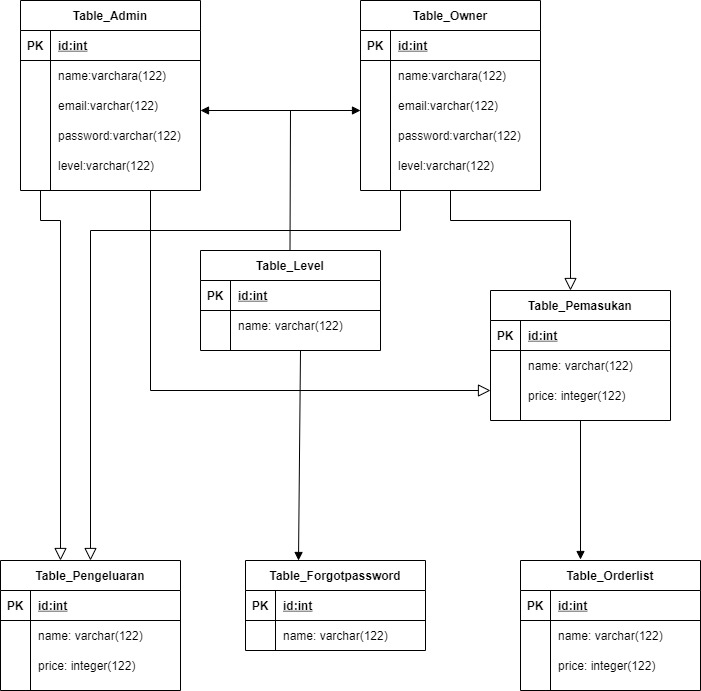 Table_Admin
PK id:int
name:varchara(122)
email:varchar(122)
password:varchar(122)
level:varchar(122)
Table_Owner
PK id:int
name:varchara(122)
email:varchar(122)
password:varchar(122)
level:varchar(122)
Table_Level
PK id:int
name: varchar(122)
Table_Pemasukan
PK id:int
name: varchar(122)
price: integer(122)
Table_Pengeluaran
PK id:int
name: varchar(122)
price: integer(122)
Table_Forgotpassword
PK id:int
name: varchar(122)
Table_Orderlist
PK id:int
name: varchar(122)
price: integer(122)